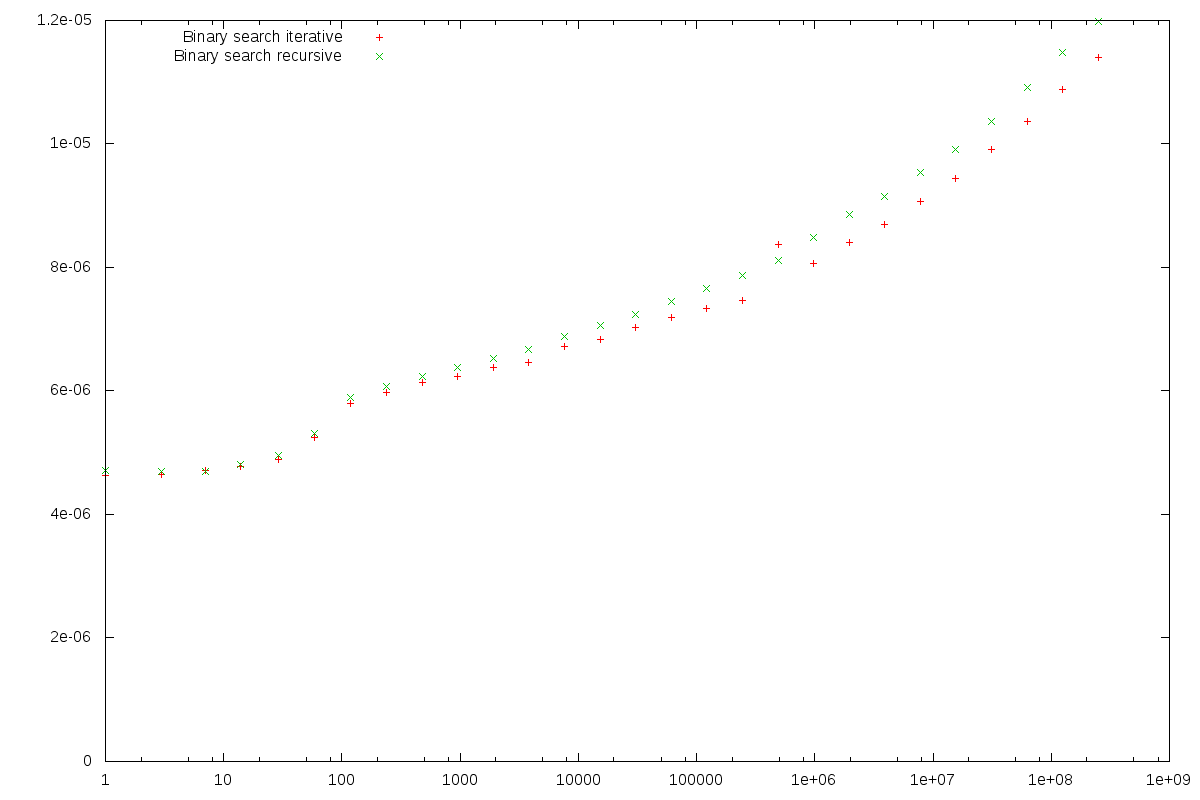 1.2e-05
Binary search iterative
Binary search recursive
1e-05
8e-06
6e-06
4e-06
2e-06
0
1 10 100 1000 10000 100000 1e+06 1e+07 1e+08 1e+09